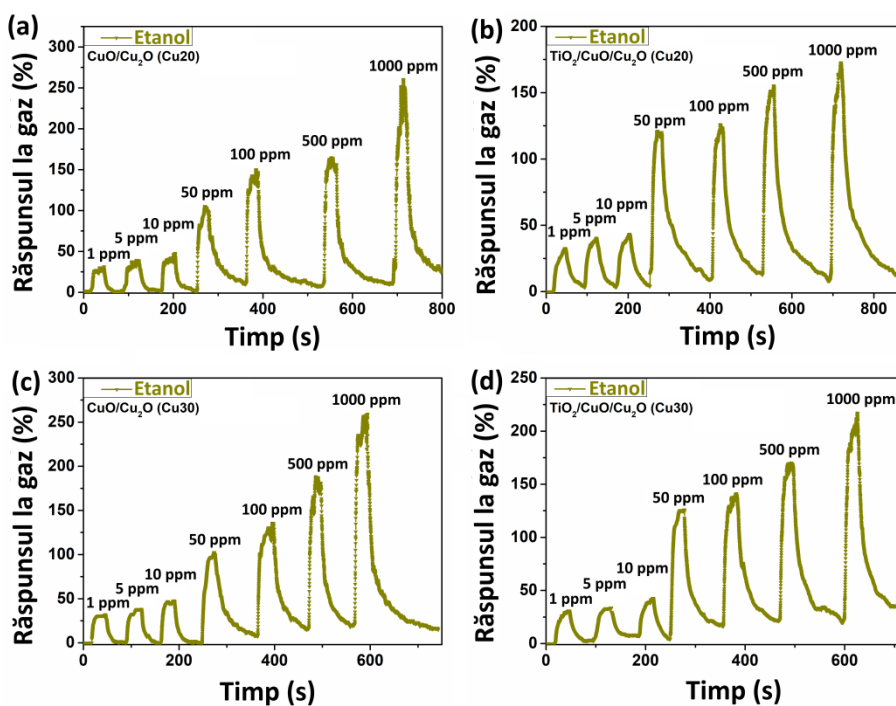 (a)
Etanol
CuO/Cu₂O (Cu20)
1 ppm
5 ppm
10 ppm
50 ppm
100 ppm
500 ppm
1000 ppm
Răspunsul la gaz (%)
300
250
200
150
100
50
0
0 200 400 600 800
Timp (s)
(b)
Etanol
TiO₂/CuO/Cu₂O (Cu20)
1 ppm
5 ppm
10 ppm
50 ppm
100 ppm
500 ppm
1000 ppm
Răspunsul la gaz (%)
200
150
100
50
0
0 200 400 600 800
Timp (s)
(c)
Etanol
CuO/Cu₂O (Cu30)
1 ppm
5 ppm
10 ppm
50 ppm
100 ppm
500 ppm
1000 ppm
Răspunsul la gaz (%)
300
250
200
150
100
50
0
0 200 400 600
Timp (s)
(d)
Etanol
TiO₂/CuO/Cu₂O (Cu30)
1 ppm
5 ppm
10 ppm
50 ppm
100 ppm
500 ppm
1000 ppm
Răspunsul la gaz (%)
250
200
150
100
50
0
0 200 400 600
Timp (s)